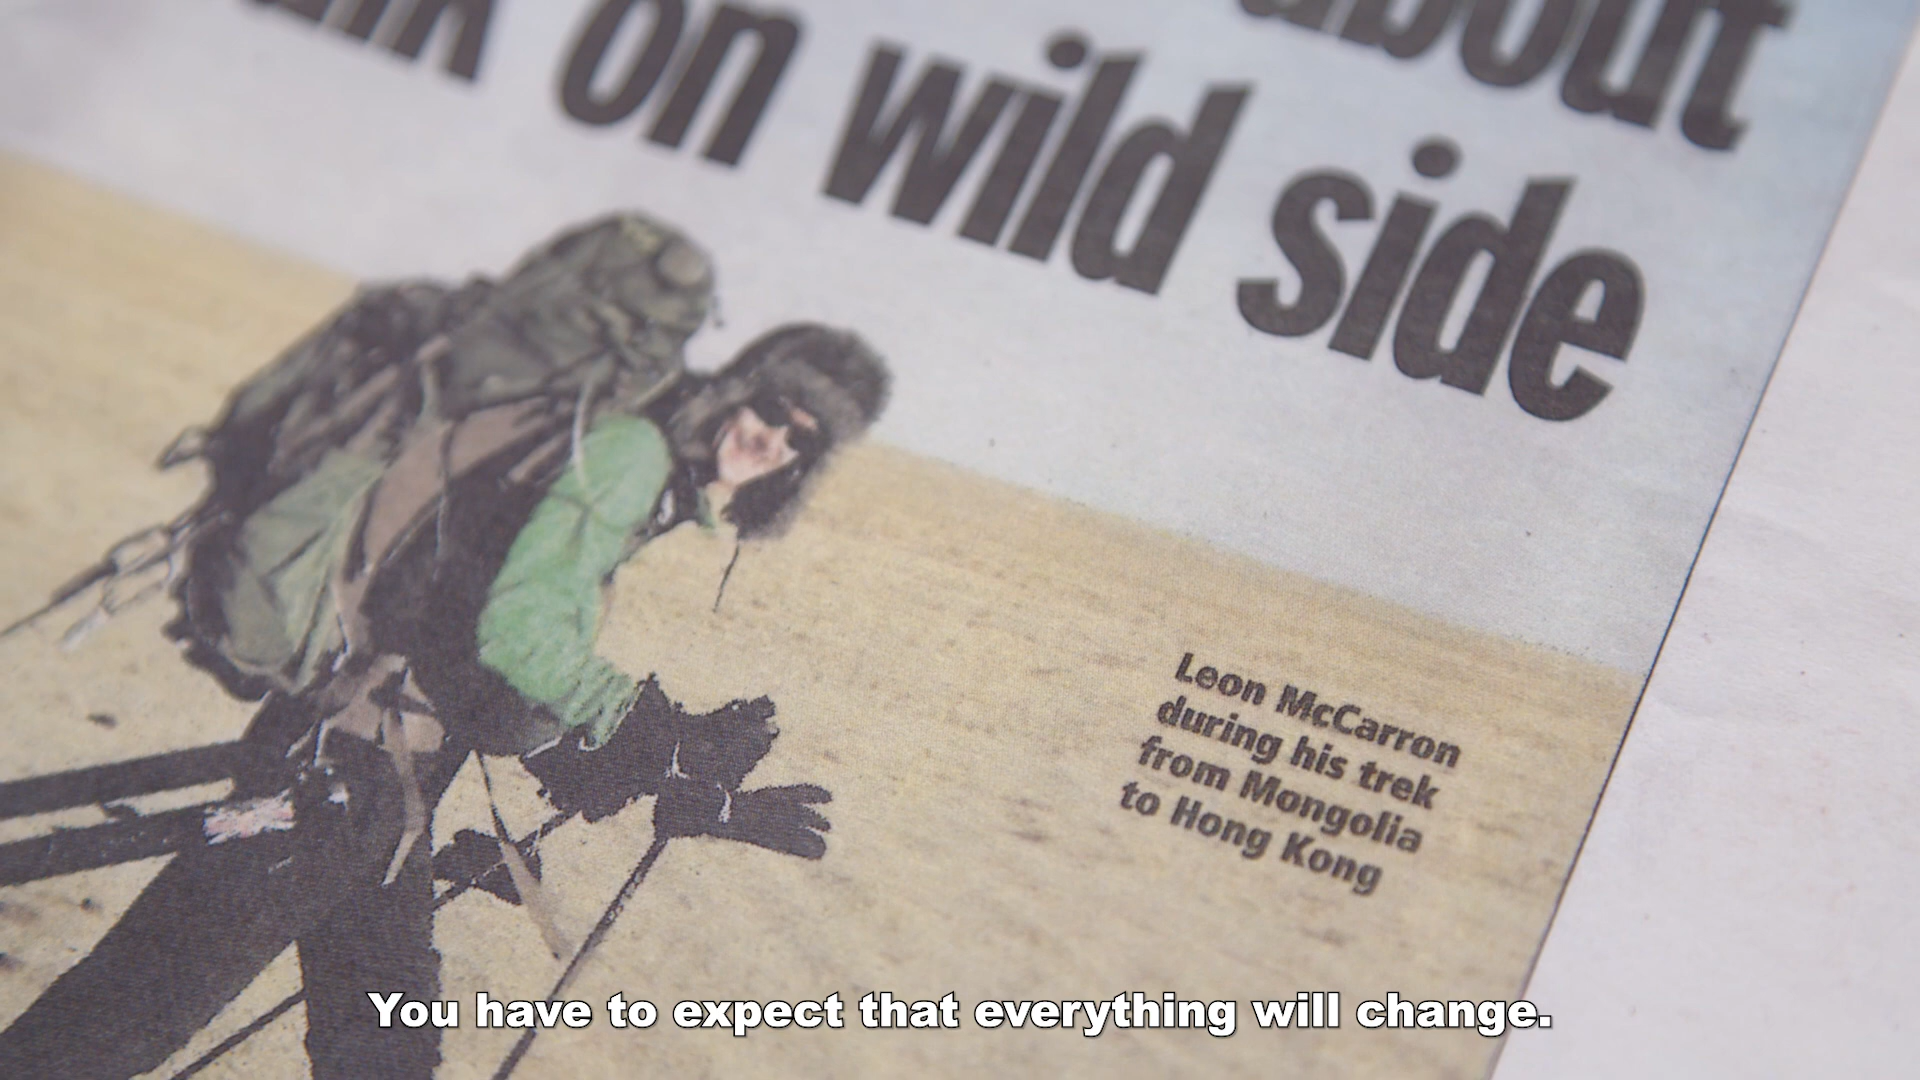 about
on wild side
Leon McCarron
during his trek
from Mongolia
to Hong Kong
You have to expect that everything will change.